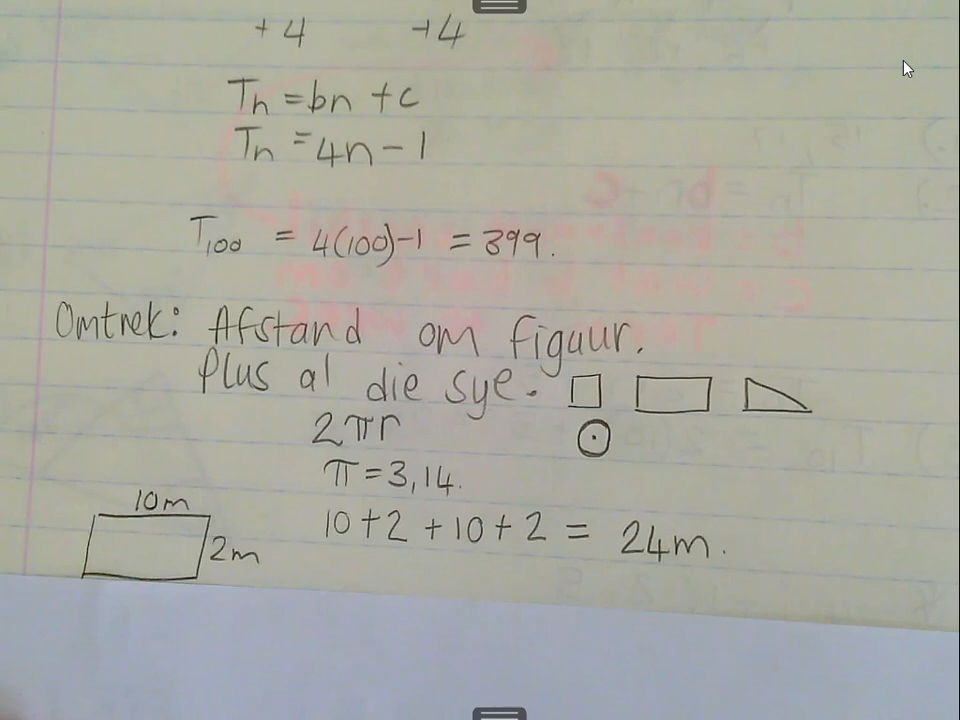 +4 +4
Tn = bn + c
Tn = 4n - 1
T100 = 4(100)-1 = 399.
Omtrek: Afstand om figuur.
Plus al die sye.
2πr
π = 3,14.
10m
10+2+10+2 = 24m.
2m